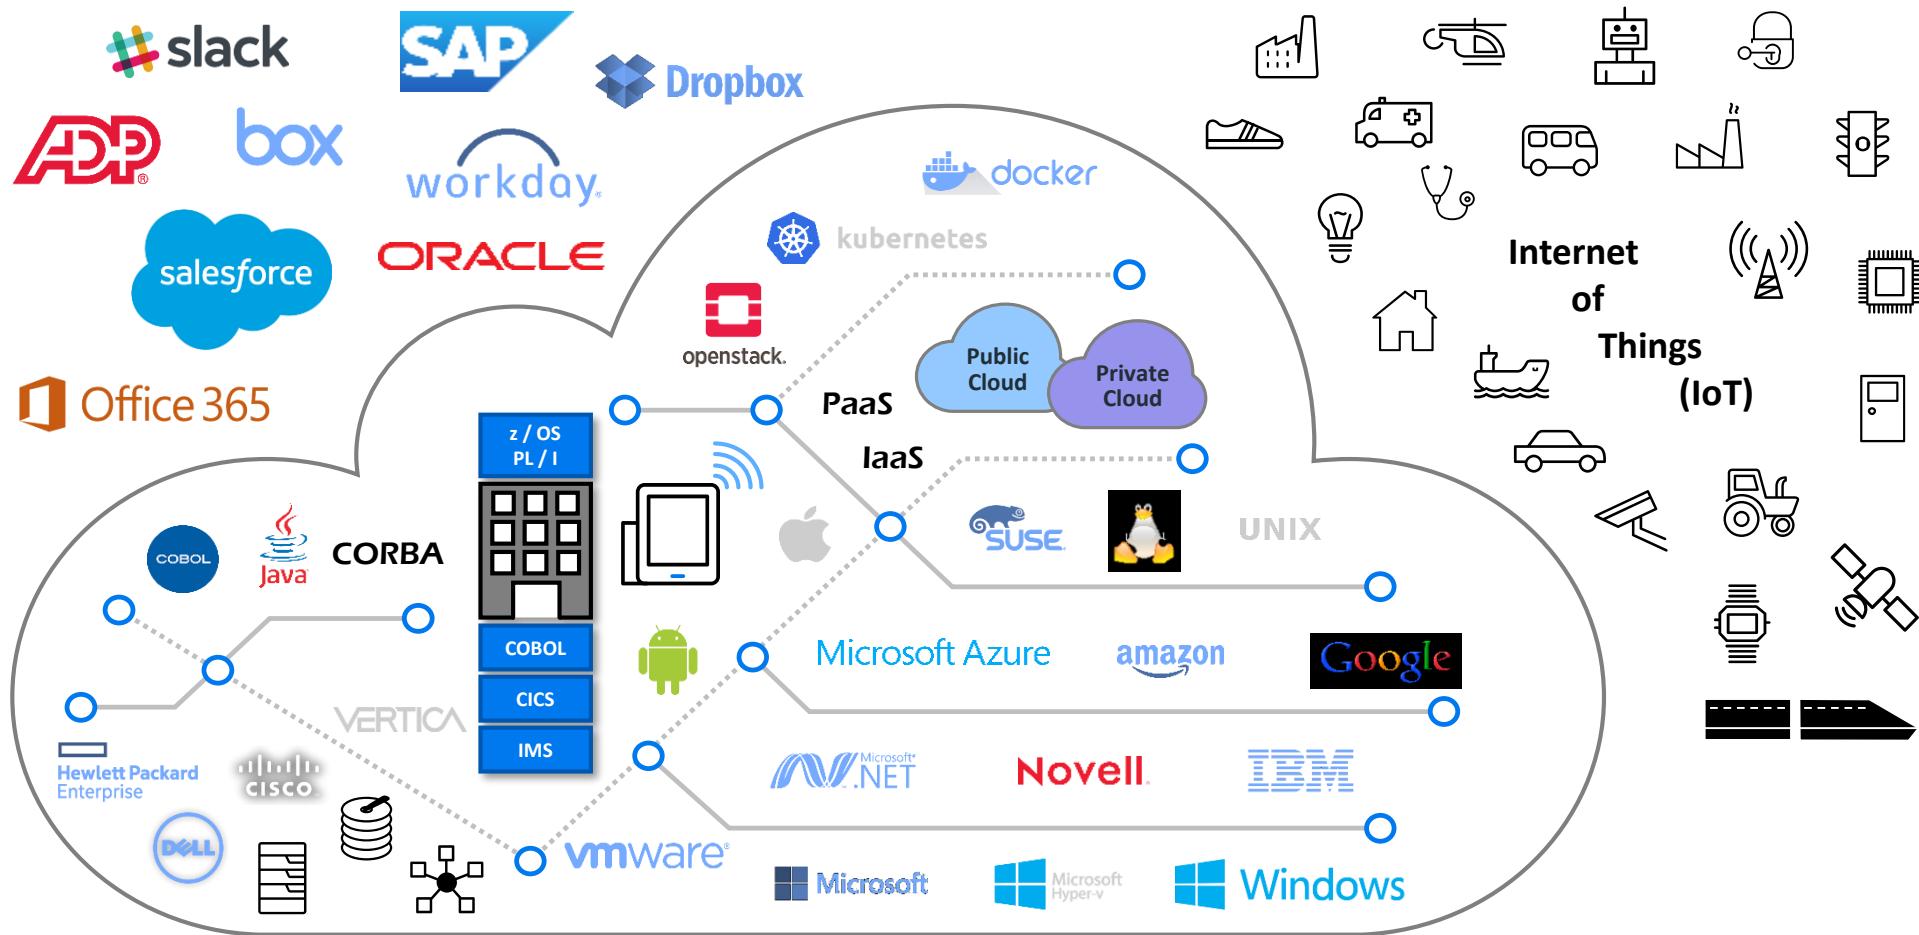 slack
SAP
Dropbox
ADP®
box
workday®
docker
kubernetes
salesforce
ORACLE
Internet
of
Things
(IoT)
openstack.
Public
Cloud
Private
Cloud
Office 365
PaaS
IaaS
z / OS
PL / I
COBOL
Java
CORBA
SUSE
UNIX
COBOL
CICS
IMS
Microsoft Azure
amazon
Google
VERTICA
Hewlett Packard
Enterprise
CISCO
Microsoft®
.NET
Novell.
IBM
DELL
vmware®
Microsoft
Microsoft
Hyper-v
Windows